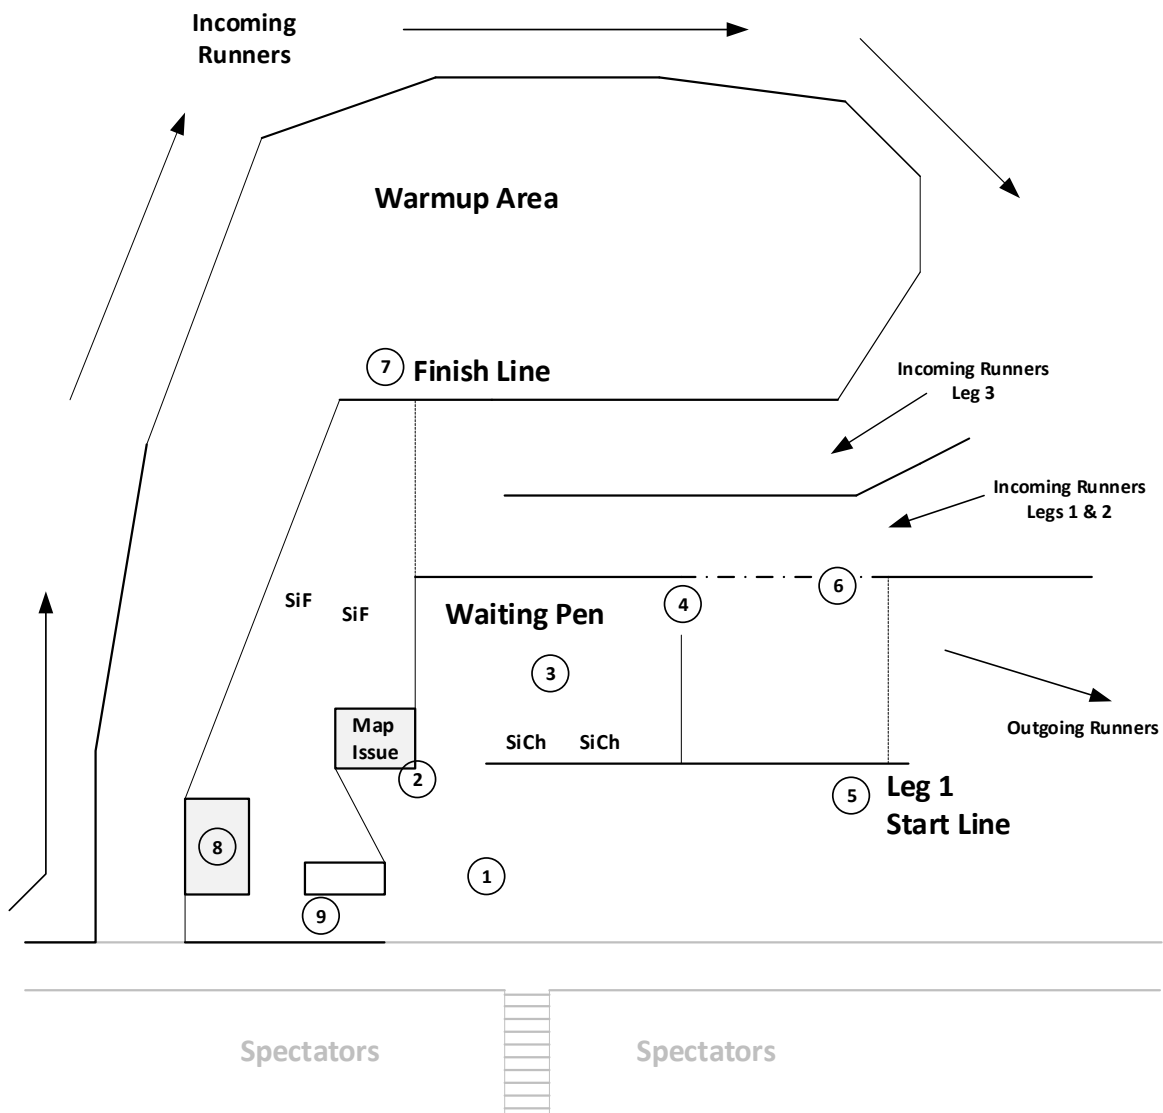 Incoming
Runners
Warmup Area
7
Finish Line
Incoming Runners
Leg 3
Incoming Runners
Legs 1 & 2
6
SiF
SiF
Waiting Pen
4
3
Map
Issue
SiCh
SiCh
Outgoing Runners
2
5
Leg 1
Start Line
8
1
9
Spectators
Spectators